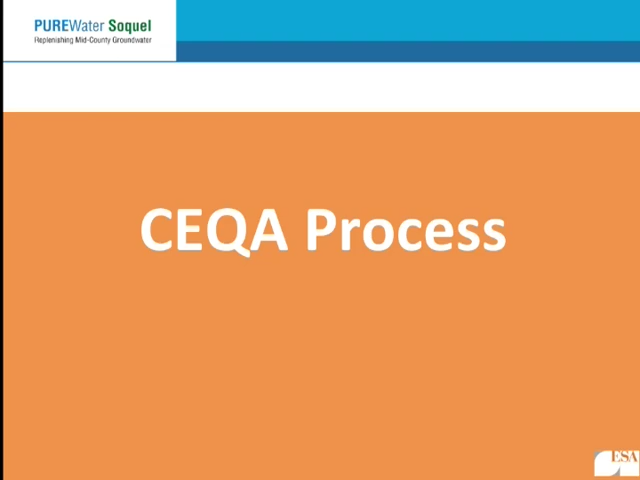 PUREWater Soquel
Replenishing Mid-County Groundwater
CEQA Process
ESA